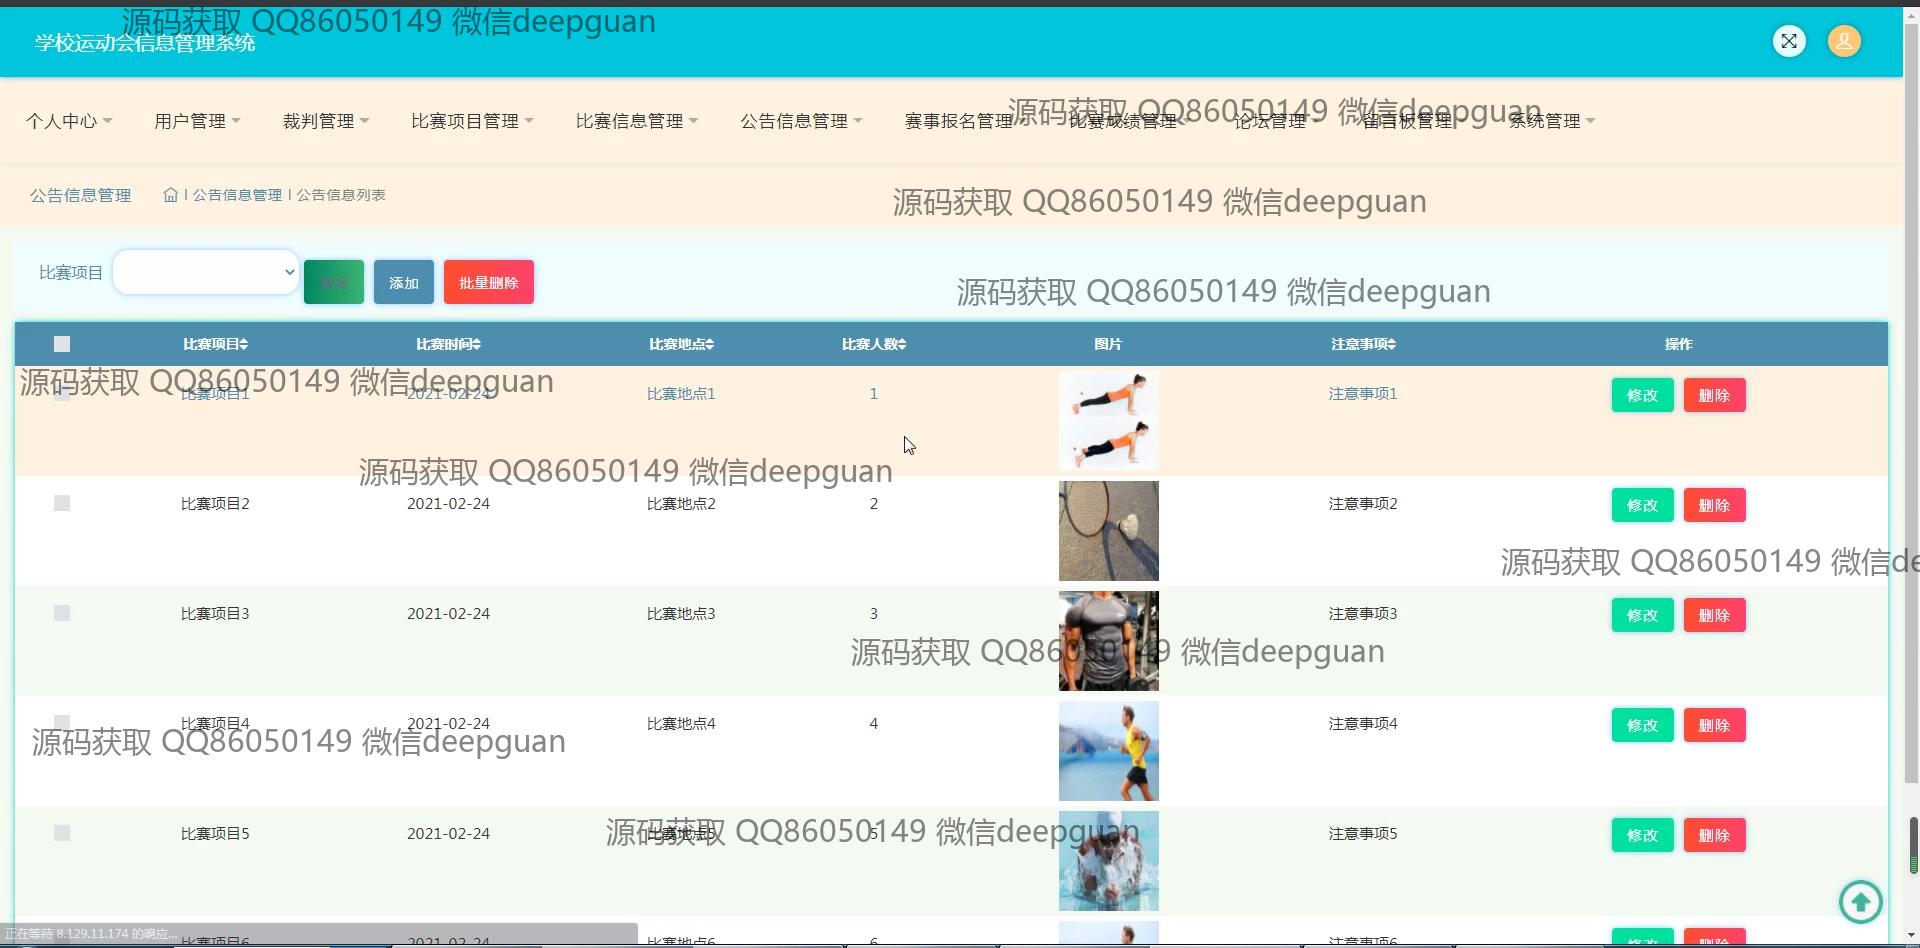 源码获取 QQ86050149 微信deepguan
学校运动会信息管理系统
个人中心 用户管理 裁判管理 比赛项目管理 比赛信息管理 公告信息管理 赛事报名管理 比赛成绩管理 论坛管理 留言板管理 系统管理
源码获取 QQ86050149 微信deepguan
公告信息管理 | 公告信息管理 | 公告信息列表
源码获取 QQ86050149 微信deepguan
比赛项目 查询 添加 批量删除
源码获取 QQ86050149 微信deepguan
比赛项目 比赛时间 比赛地点 比赛人数 图片 注意事项 操作
源码获取 QQ86050149 微信deepguan
比赛项目1 2021-02-24 比赛地点1 1 注意事项1 修改 删除
源码获取 QQ86050149 微信deepguan
比赛项目2 2021-02-24 比赛地点2 2 注意事项2 修改 删除
源码获取 QQ86050149 微信de
比赛项目3 2021-02-24 比赛地点3 3 注意事项3 修改 删除
源码获取 QQ86050149 微信deepguan
比赛项目4 2021-02-24 比赛地点4 4 注意事项4 修改 删除
源码获取 QQ86050149 微信deepguan
比赛项目5 2021-02-24 比赛地点5 5 注意事项5 修改 删除
源码获取 QQ86050149 微信deepguan
正在等待 8.129.11.174 的响应...
比赛项目6 2021-02-24 比赛地点6 6 注意事项6 修改 删除